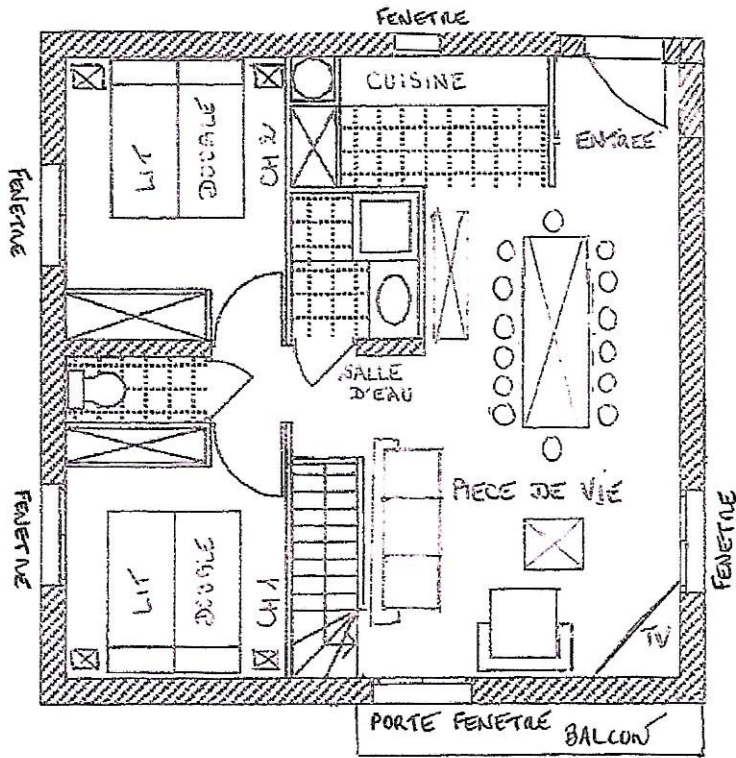 FENETRE
CUISINE
ENTREE
LIT
DOUBLE
CH 2
FENETRE
SALLE
D'EAU
PIECE DE VIE
FENETRE
FENETRE
LIT
DOUBLE
CH 1
TV
PORTE FENETRE
BALCON